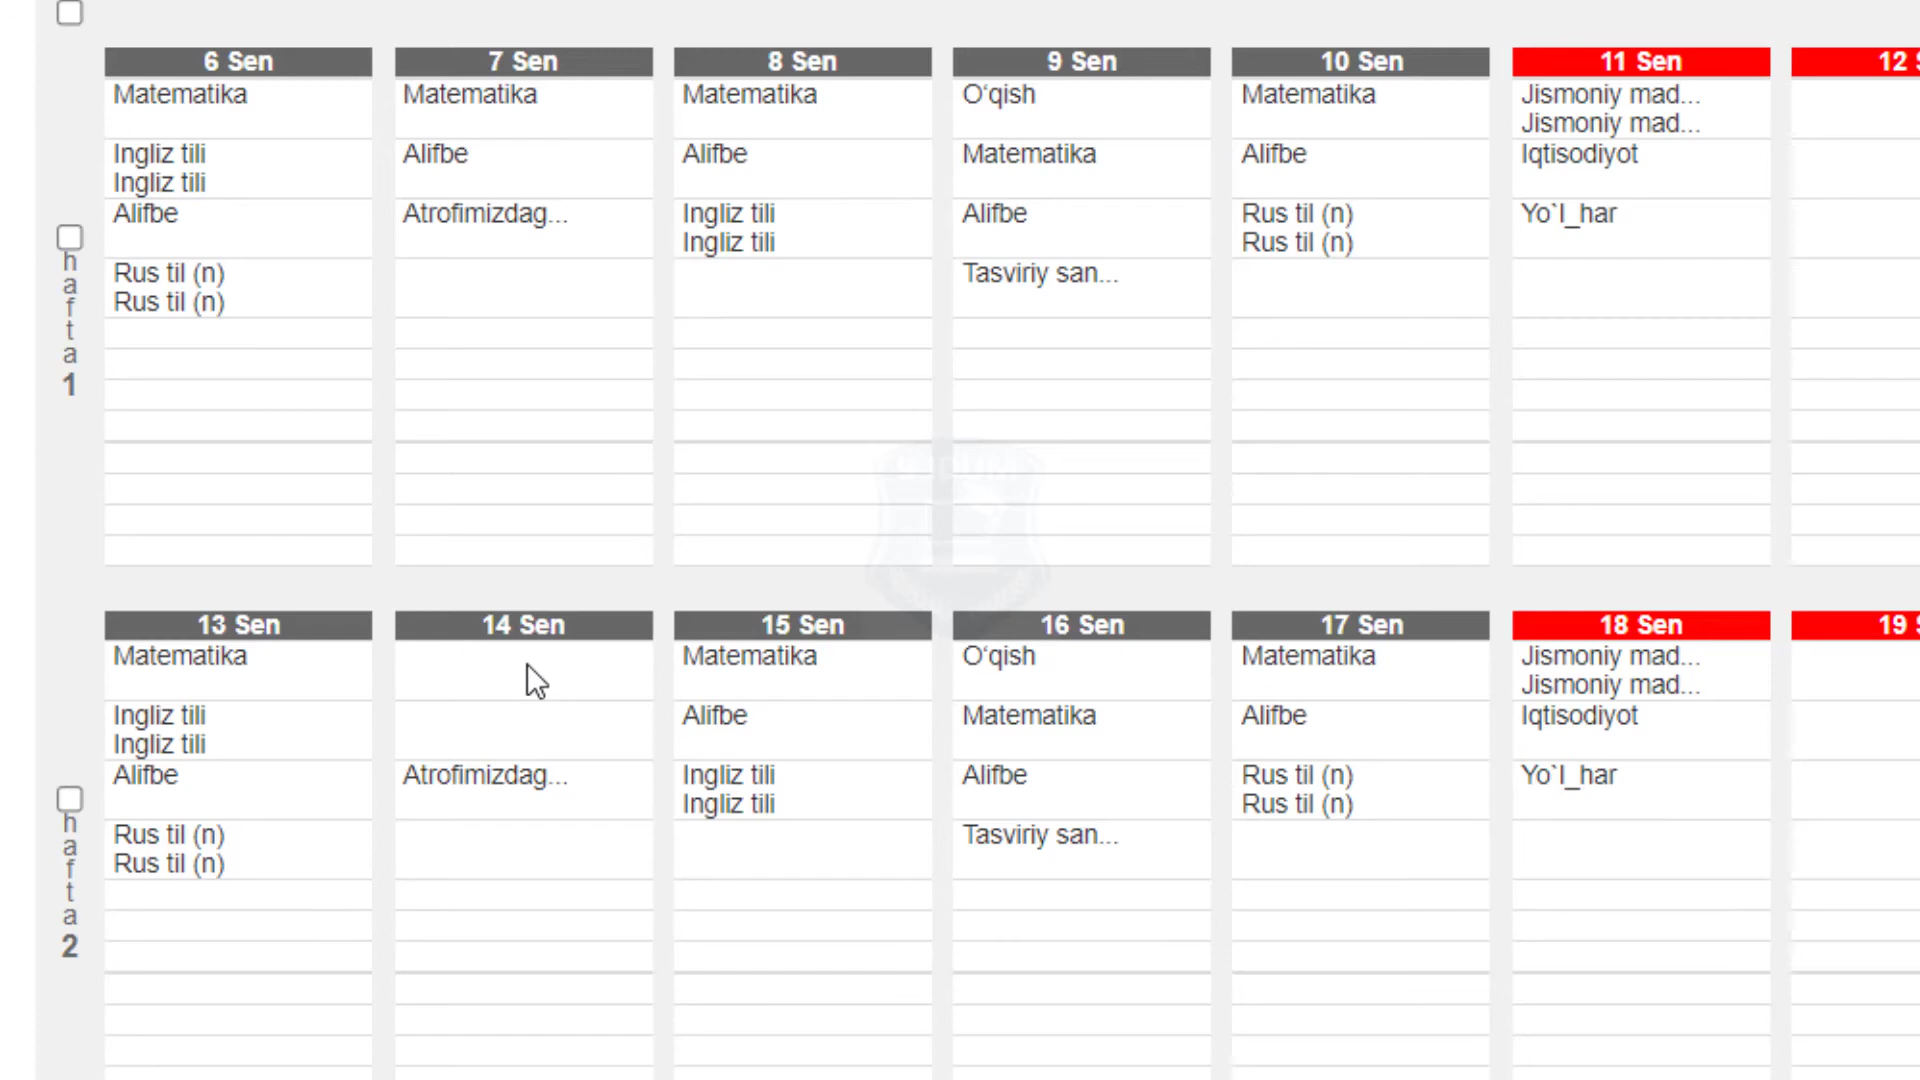 6 Sen
Matematika
Ingliz tili
Ingliz tili
Alifbe
Rus til (n)
Rus til (n)
7 Sen
Matematika
Alifbe
Atrofimizdag...
8 Sen
Matematika
Alifbe
Ingliz tili
Ingliz tili
9 Sen
O‘qish
Matematika
Alifbe
Tasviriy san...
10 Sen
Matematika
Alifbe
Rus til (n)
Rus til (n)
11 Sen
Jismoniy mad...
Jismoniy mad...
Iqtisodiyot
Yo`l_har
12 S
hafta
1
13 Sen
Matematika
Ingliz tili
Ingliz tili
Alifbe
Rus til (n)
Rus til (n)
14 Sen
Atrofimizdag...
15 Sen
Matematika
Alifbe
Ingliz tili
Ingliz tili
16 Sen
O‘qish
Matematika
Alifbe
Tasviriy san...
17 Sen
Matematika
Alifbe
Rus til (n)
Rus til (n)
18 Sen
Jismoniy mad...
Jismoniy mad...
Iqtisodiyot
Yo`l_har
19 S
hafta
2